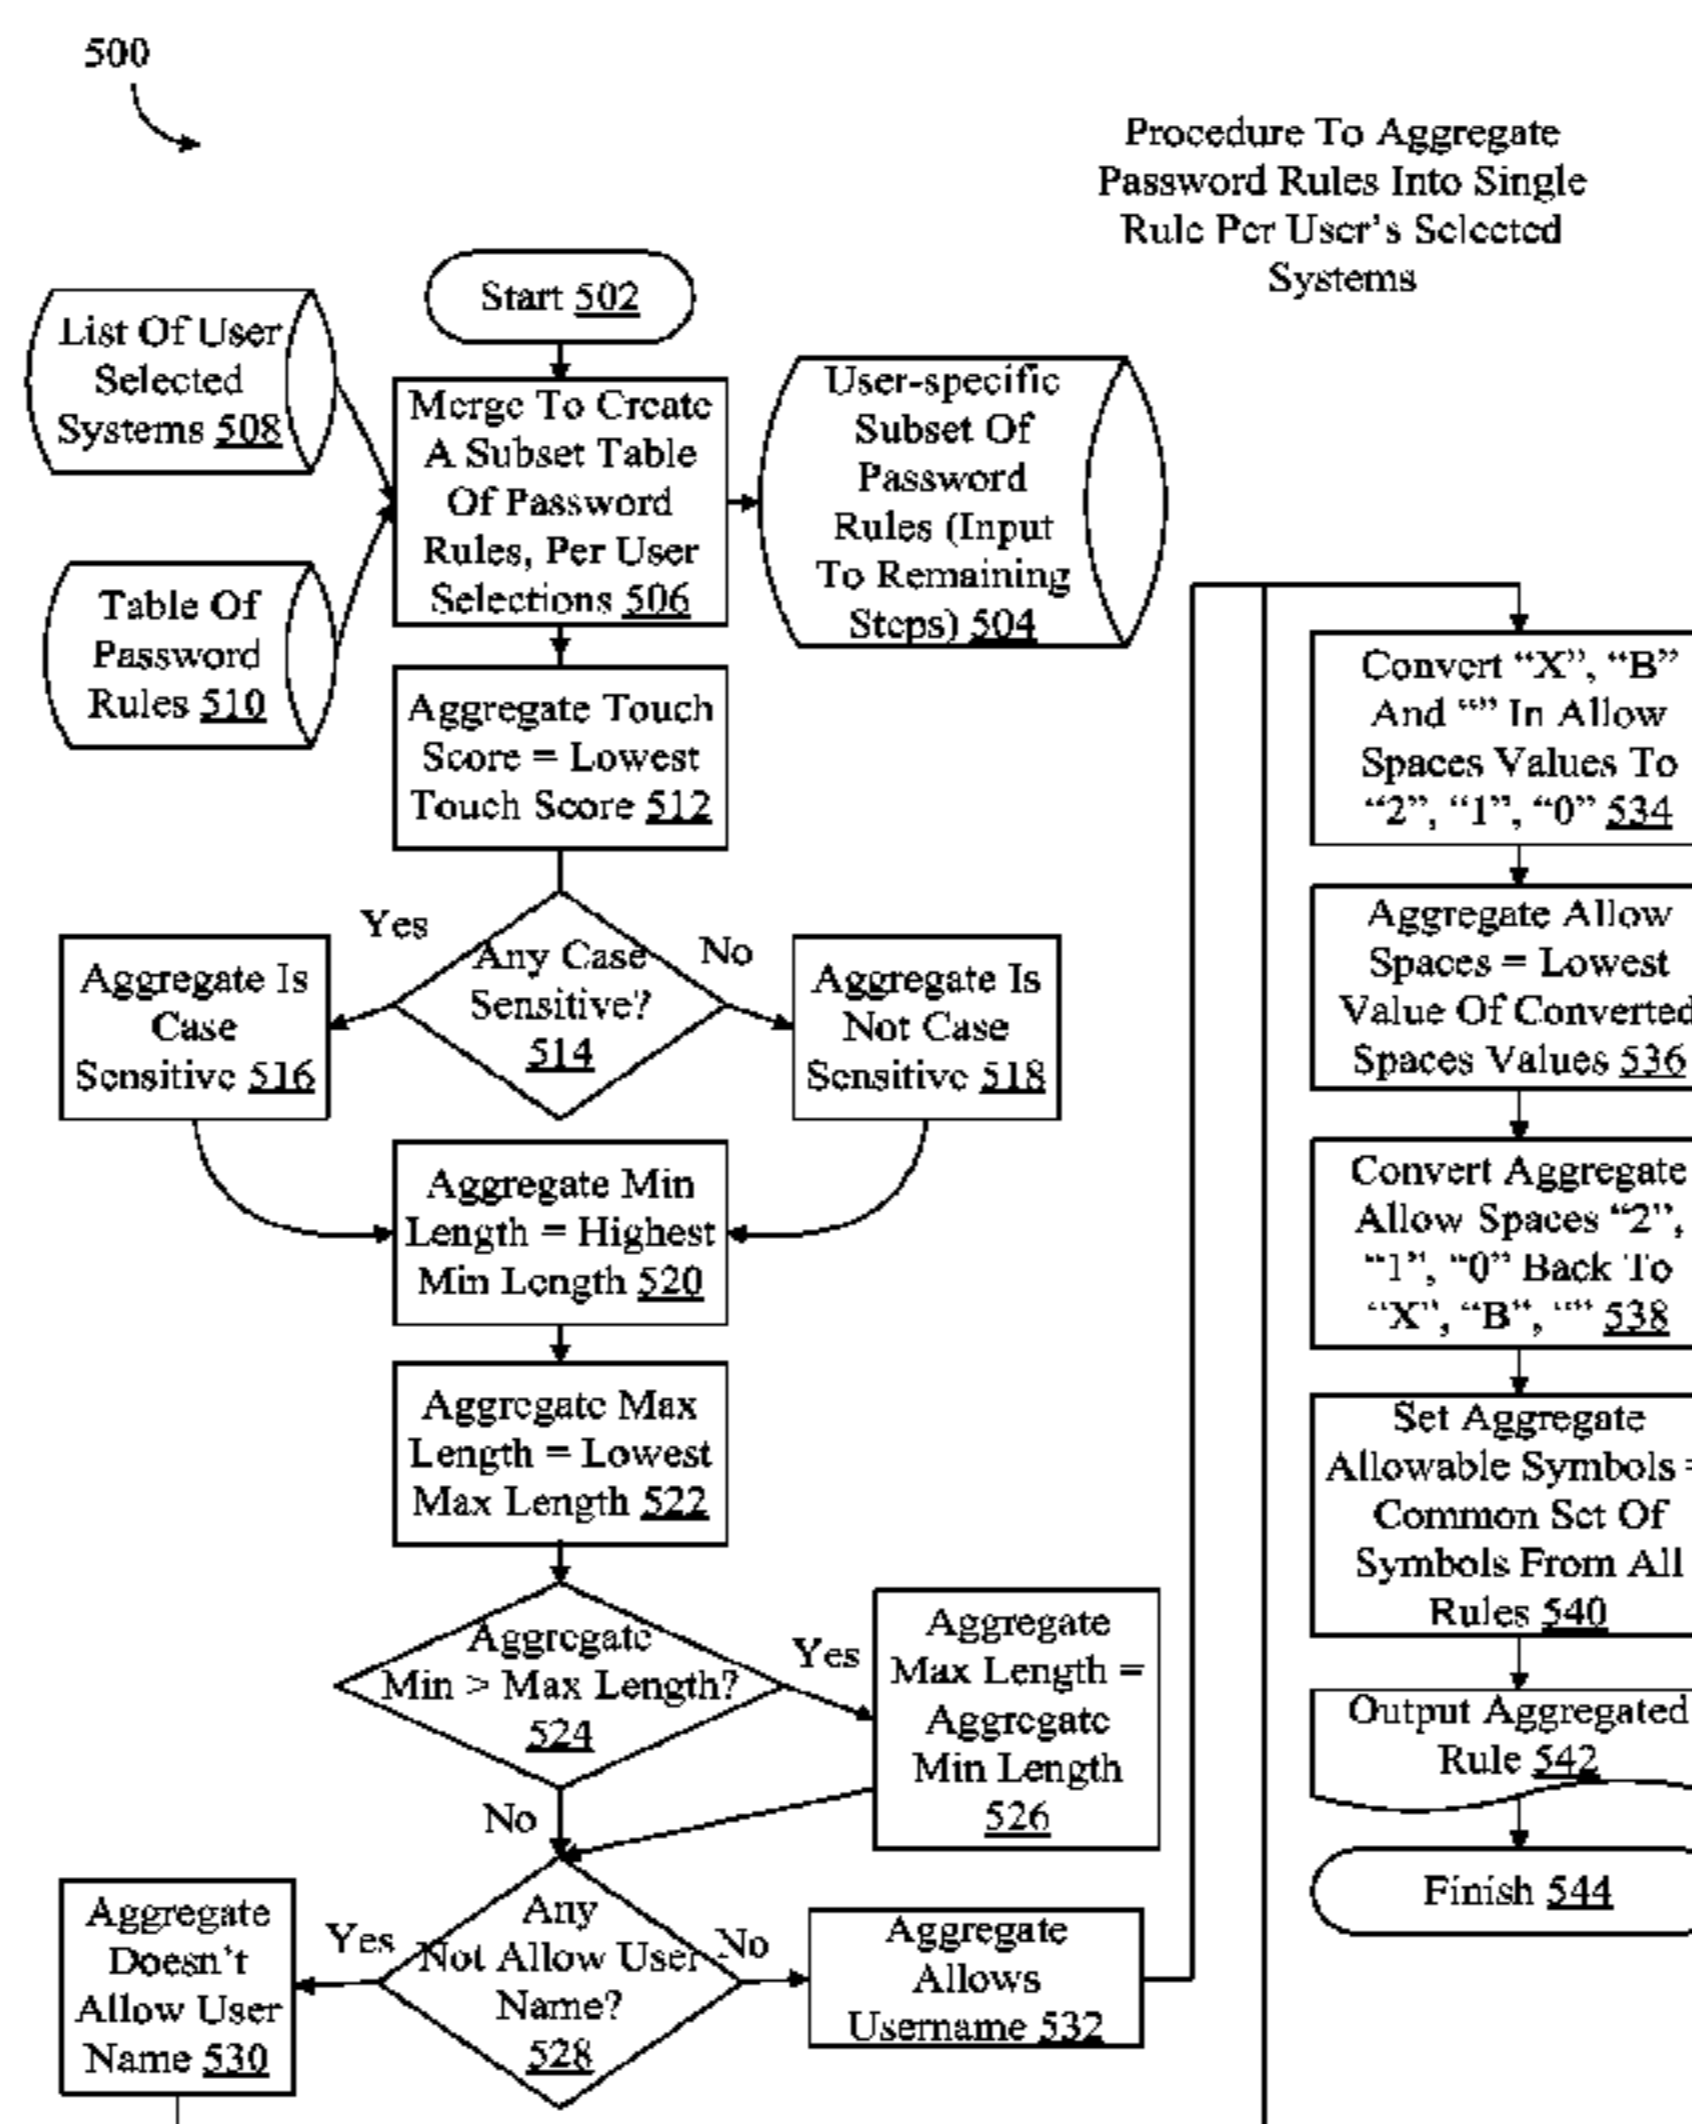 500
Procedure To Aggregate
Password Rules Into Single
Rule Per User's Selected
Systems
Start 502
List Of User
Selected
Systems 508
Merge To Create
A Subset Table
Of Password
Rules, Per User
Selections 506
User-specific
Subset Of
Password
Rules (Input
To Remaining
Steps) 504
Table Of
Password
Rules 510
Aggregate Touch
Score = Lowest
Touch Score 512
Any Case
Sensitive?
514
Yes
No
Aggregate Is
Case
Sensitive 516
Aggregate Is
Not Case
Sensitive 518
Aggregate Min
Length = Highest
Min Length 520
Aggregate Max
Length = Lowest
Max Length 522
Aggregate
Min > Max Length?
524
Yes
No
Aggregate
Max Length =
Aggregate
Min Length
526
Any
Not Allow User
Name?
528
Yes
No
Aggregate
Doesn't
Allow User
Name 530
Aggregate
Allows
Username 532
Convert “X”, “B”
And “” In Allow
Spaces Values To
“2”, “1”, “0” 534
Aggregate Allow
Spaces = Lowest
Value Of Converted
Spaces Values 536
Convert Aggregate
Allow Spaces “2”,
“1”, “0” Back To
“X”, “B”, “” 538
Set Aggregate
Allowable Symbols =
Common Set Of
Symbols From All
Rules 540
Output Aggregated
Rule 542
Finish 544